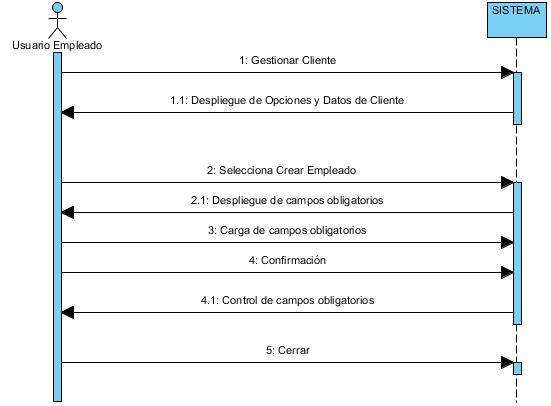 SISTEMA
Usuario Empleado
1: Gestionar Cliente
1.1: Despliegue de Opciones y Datos de Cliente
2: Selecciona Crear Empleado
2.1: Despliegue de campos obligatorios
3: Carga de campos obligatorios
4: Confirmación
4.1: Control de campos obligatorios
5: Cerrar